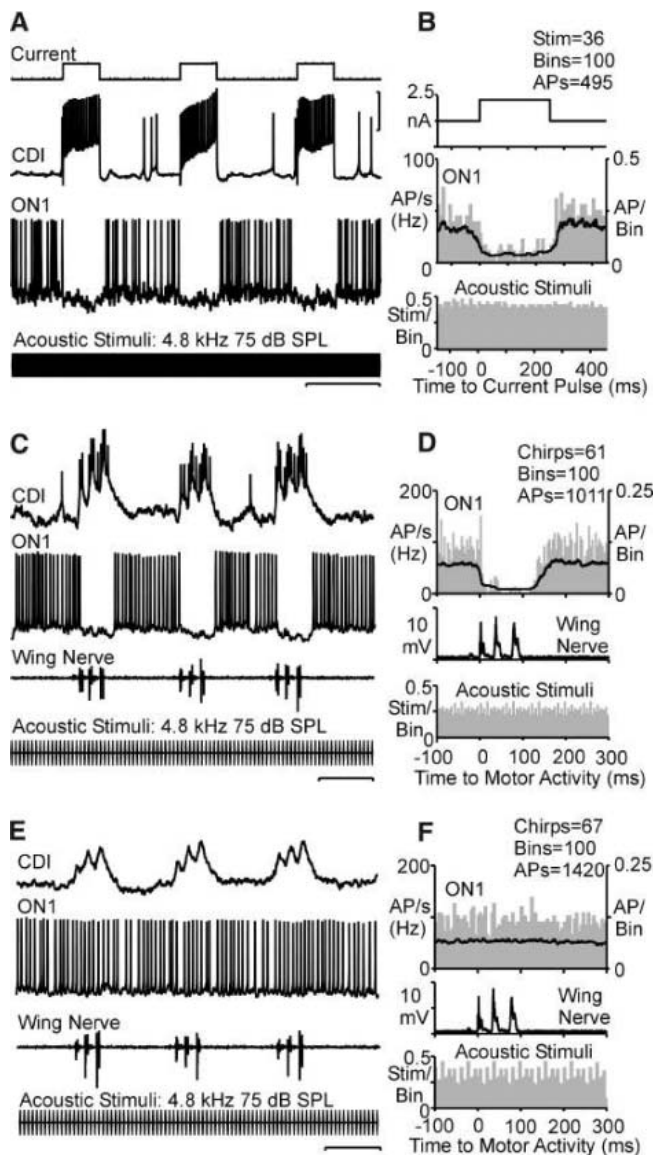 A
Current
CDI
ON1
Acoustic Stimuli: 4.8 kHz 75 dB SPL
B
Stim=36
Bins=100
APs=495
2.5
nA
100
0.5
ON1
AP/s
(Hz)
AP/
Bin
0
0
Acoustic Stimuli
0.5
Stim/
Bin
0
-100 0 100 200 400
Time to Current Pulse (ms)
C
CDI
ON1
Wing Nerve
Acoustic Stimuli: 4.8 kHz 75 dB SPL
D
Chirps=61
Bins=100
APs=1011
200
0.25
ON1
AP/s
(Hz)
AP/
Bin
0
0
10
mV
Wing
Nerve
Acoustic Stimuli
0.5
Stim/
Bin
0
-100 0 100 200 300
Time to Motor Activity (ms)
E
CDI
ON1
Wing Nerve
Acoustic Stimuli: 4.8 kHz 75 dB SPL
F
Chirps=67
Bins=100
APs=1420
200
0.25
ON1
AP/s
(Hz)
AP/
Bin
0
0
10
mV
Wing
Nerve
Acoustic Stimuli
0.5
Stim/
Bin
0
-100 0 100 200 300
Time to Motor Activity (ms)